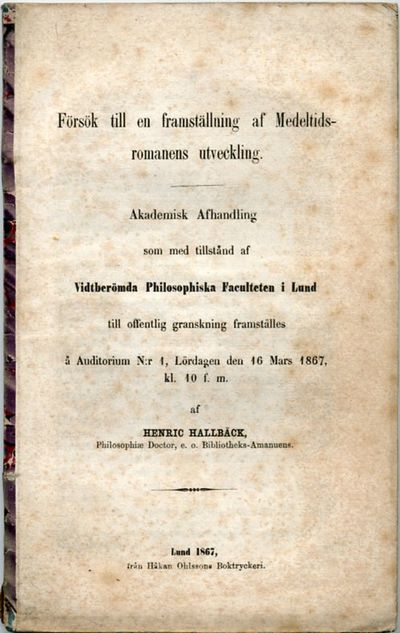 Försök till en framställning af Medeltids-
romanens utveckling.
Akademisk Afhandling
som med tillstånd af
Vidtberömda Philosophiska Faculteten i Lund
till offentlig granskning framställes
å Auditorium N:r 1, Lördagen den 16 Mars 1867,
kl. 10 f. m.
af
HENRIC HALLBÄCK,
Philosophiæ Doctor, e. o. Bibliotheks-Amanuens.
Lund 1867,
från Håkan Ohlssons Boktryckeri.